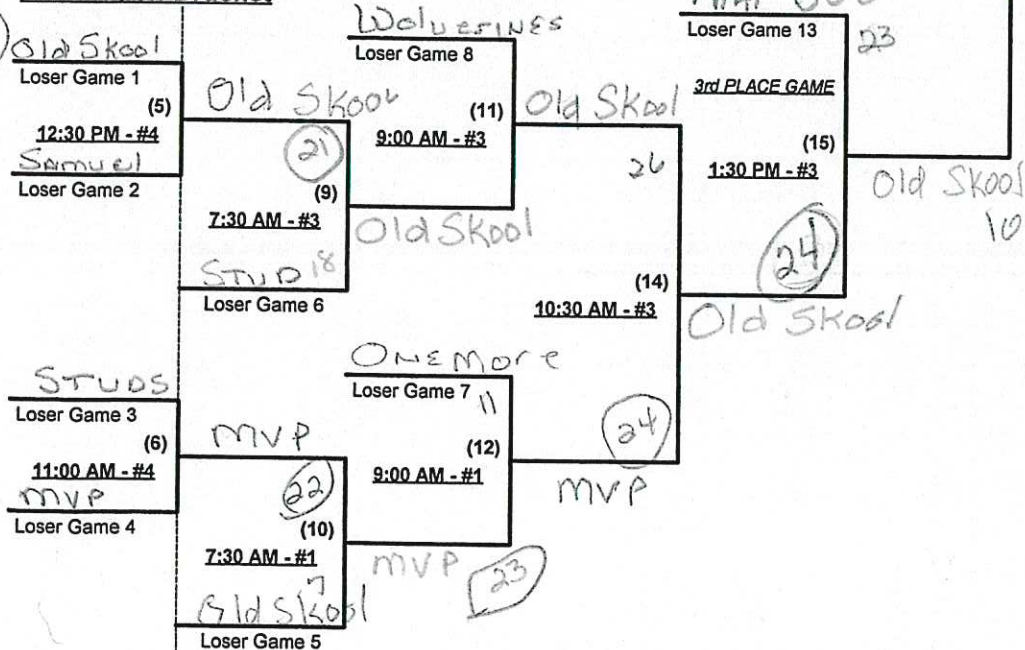 Wolverines
Loser Game 8
Loser Game 13
23
Old Skool
Loser Game 1
3rd PLACE GAME
(5)
Old Skool
(11)
Old Skool
12:30 PM - #4
21
9:00 AM - #3
26
(15)
Samuel
1:30 PM - #3
Loser Game 2
(9)
Old Skool
7:30 AM - #3
Old Skool
10
24
STUD 18
(14)
Loser Game 6
10:30 AM - #3
Old Skool
OneMore
STUDS
Loser Game 7
11
Loser Game 3
(6)
MVP
24
(12)
11:00 AM - #4
22
9:00 AM - #1
MVP
MVP
Loser Game 4
(10)
7:30 AM - #1
MVP
23
7
Old Skool
Loser Game 5